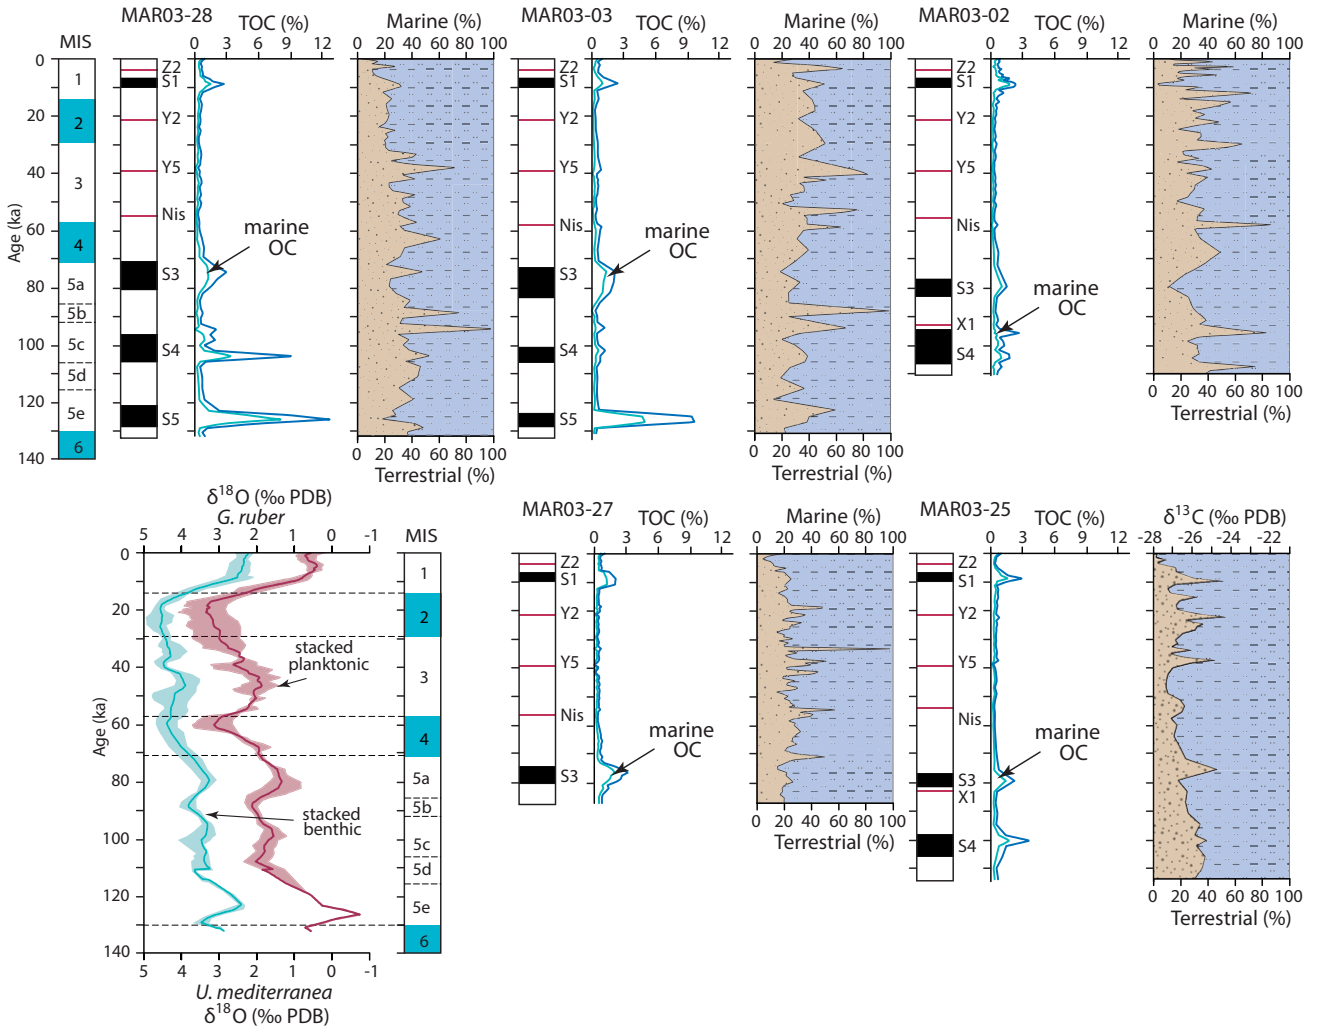 MAR03-28
TOC (%)
Marine (%)
MAR03-03
TOC (%)
Marine (%)
MAR03-02
TOC (%)
Marine (%)
MIS
0 3 6 9 12
0 20 40 60 80 100
0 3 6 9 12
0 20 40 60 80 100
0 3 6 9 12
0 20 40 60 80 100
Age (ka)
0
20
40
60
80
100
120
140
1
2
3
4
5a
5b
5c
5d
5e
6
Z2
S1
Y2
Y5
Nis
S3
S4
S5
marine
OC
0 20 40 60 80 100
Terrestrial (%)
Z2
S1
Y2
Y5
Nis
S3
S4
S5
marine
OC
0 20 40 60 80 100
Terrestrial (%)
Z2
S1
Y2
Y5
Nis
S3
X1
S4
marine
OC
0 20 40 60 80 100
Terrestrial (%)
δ18O (‰ PDB)
G. ruber
5 4 3 2 1 0 -1
MIS
Age (ka)
0
20
40
60
80
100
120
140
stacked
planktonic
stacked
benthic
1
2
3
4
5a
5b
5c
5d
5e
6
5 4 3 2 1 0 -1
U. mediterranea
δ18O (‰ PDB)
MAR03-27
TOC (%)
Marine (%)
0 3 6 9 12
0 20 40 60 80 100
Z2
S1
Y2
Y5
Nis
S3
marine
OC
0 20 40 60 80 100
Terrestrial (%)
MAR03-25
TOC (%)
δ13C (‰ PDB)
0 3 6 9 12
-28 -26 -24 -22
Z2
S1
Y2
Y5
Nis
S3
X1
S4
marine
OC
0 20 40 60 80 100
Terrestrial (%)